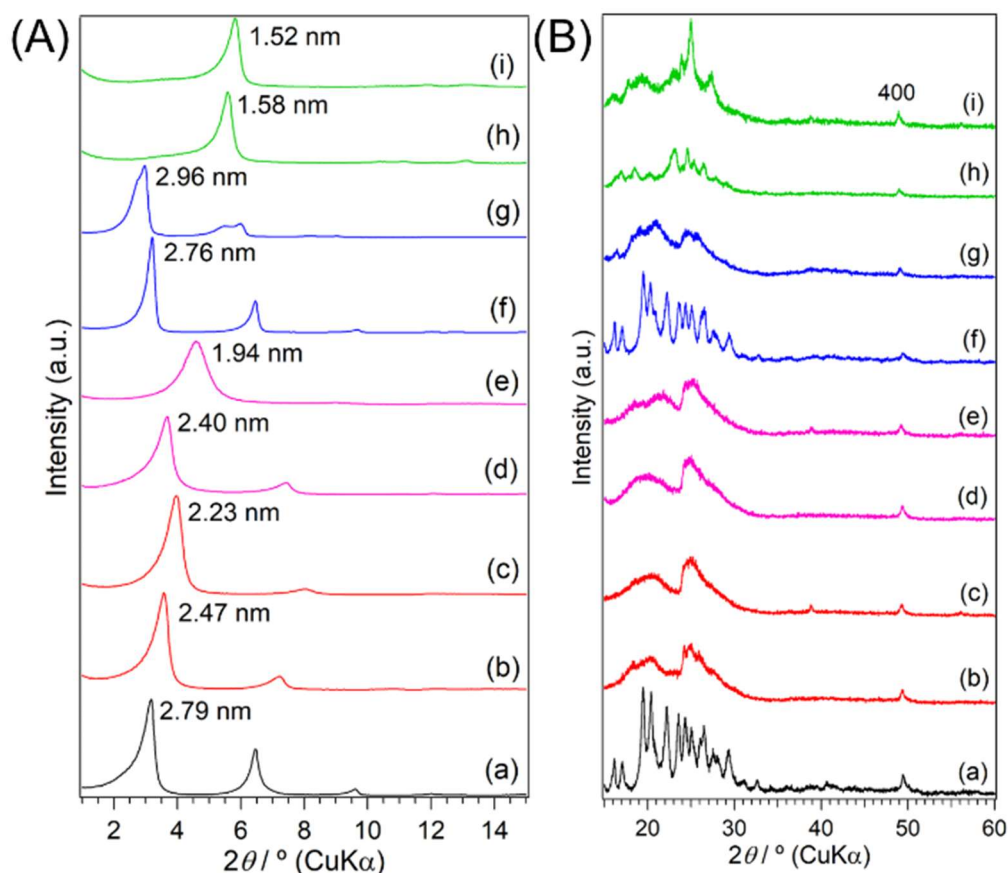 (A)
1.52 nm
(i)
1.58 nm
(h)
2.96 nm
(g)
2.76 nm
(f)
1.94 nm
(e)
2.40 nm
(d)
2.23 nm
(c)
2.47 nm
(b)
2.79 nm
(a)
Intensity (a.u.)
2 4 6 8 10 12 14
2θ / º (CuKα)
(B)
(i)
400
(h)
(g)
(f)
(e)
(d)
(c)
(b)
(a)
Intensity (a.u.)
20 30 40 50 60
2θ / º (CuKα)